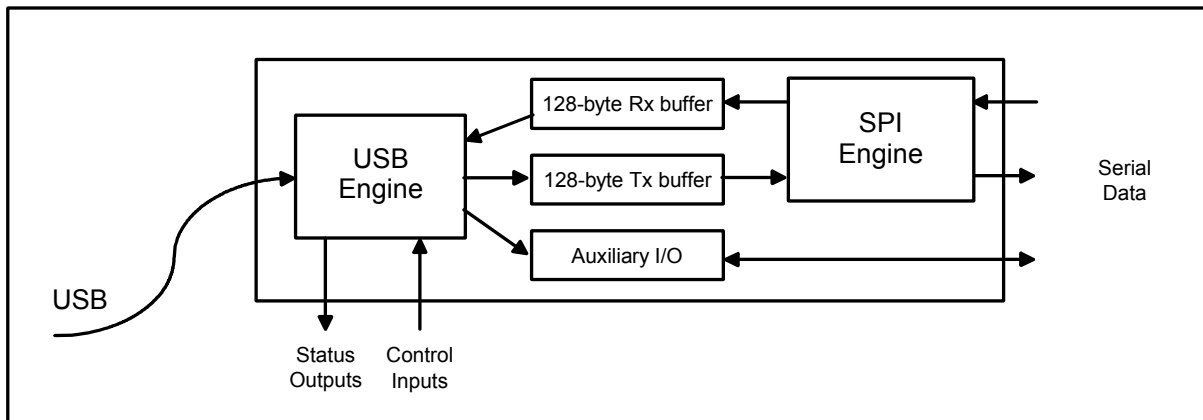 128-byte Rx buffer
SPI
Engine
USB
Engine
128-byte Tx buffer
Serial
Data
Auxiliary I/O
USB
Status
Outputs
Control
Inputs